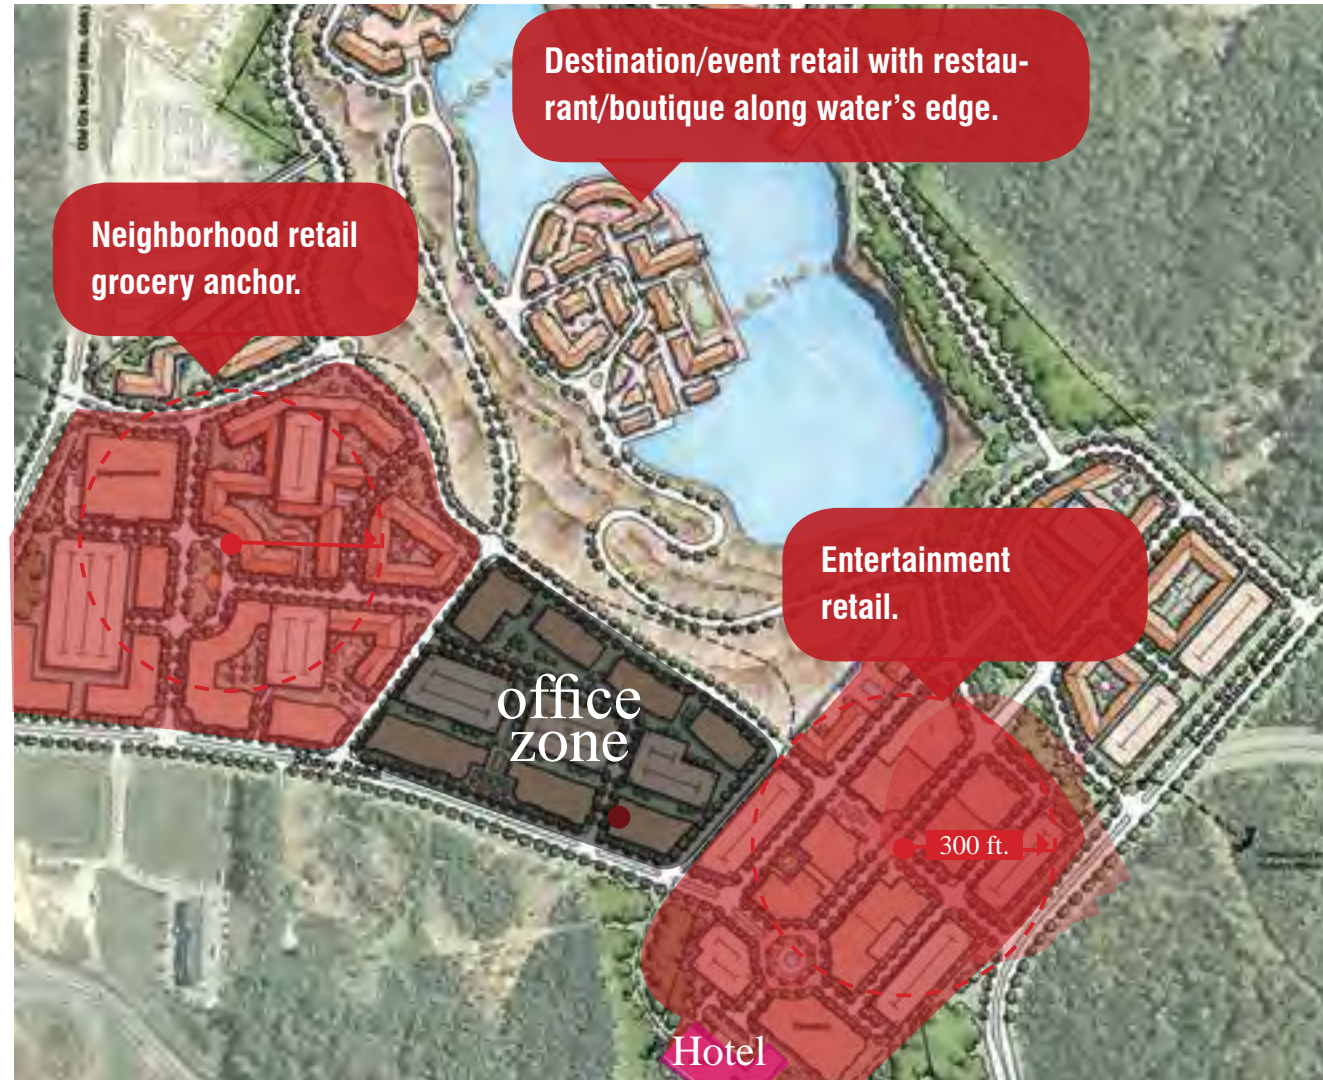 Destination/event retail with restau-
rant/boutique along water's edge.
Neighborhood retail
grocery anchor.
Entertainment
retail.
office
zone
300 ft.
Hotel